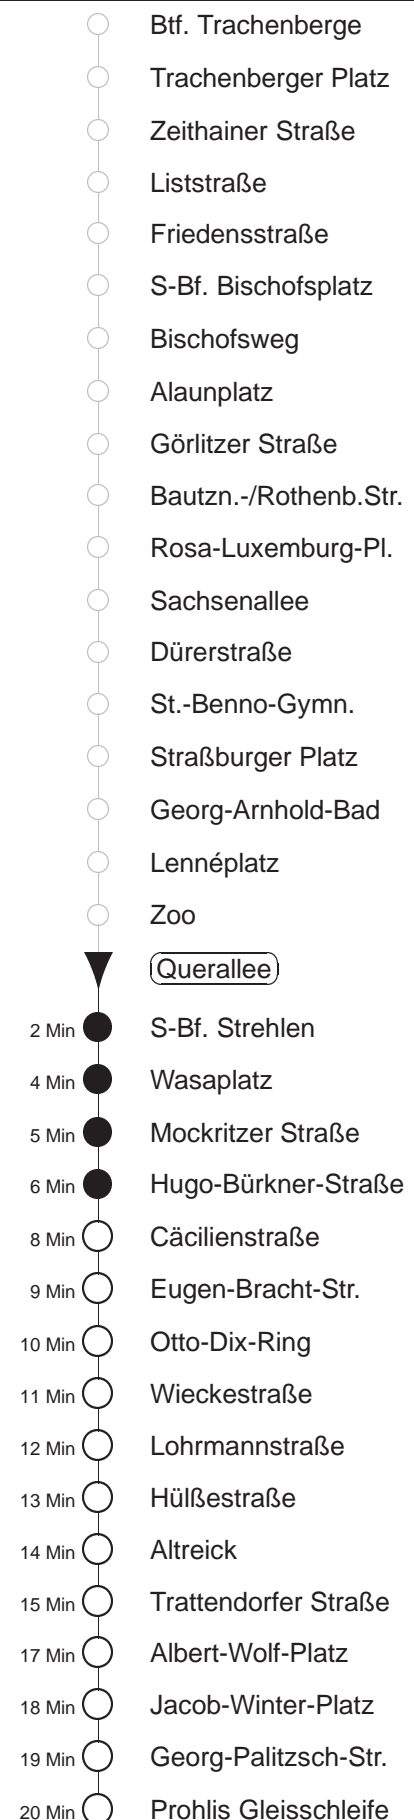 Btf. Trachenberge
Trachenberger Platz
Zeithainer Straße
Liststraße
Friedensstraße
S-Bf. Bischofsplatz
Bischofsweg
Alaunplatz
Görlitzer Straße
Bautzn.-/Rothenb.Str.
Rosa-Luxemburg-Pl.
Sachsenallee
Dürerstraße
St.-Benno-Gymn.
Straßburger Platz
Georg-Arnhold-Bad
Lennéplatz
Zoo
Querallee
2 Min S-Bf. Strehlen
4 Min Wasaplatz
5 Min Mockritzer Straße
6 Min Hugo-Bürkner-Straße
8 Min Cäcilienstraße
9 Min Eugen-Bracht-Str.
10 Min Otto-Dix-Ring
11 Min Wieckestraße
12 Min Lohrmannstraße
13 Min Hülßestraße
14 Min Altreick
15 Min Trattendorfer Straße
17 Min Albert-Wolf-Platz
18 Min Jacob-Winter-Platz
19 Min Georg-Palitzsch-Str.
20 Min Prohlis Gleisschleife